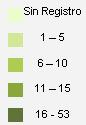 Sin Registro
1 – 5
6 – 10
11 – 15
16 - 53